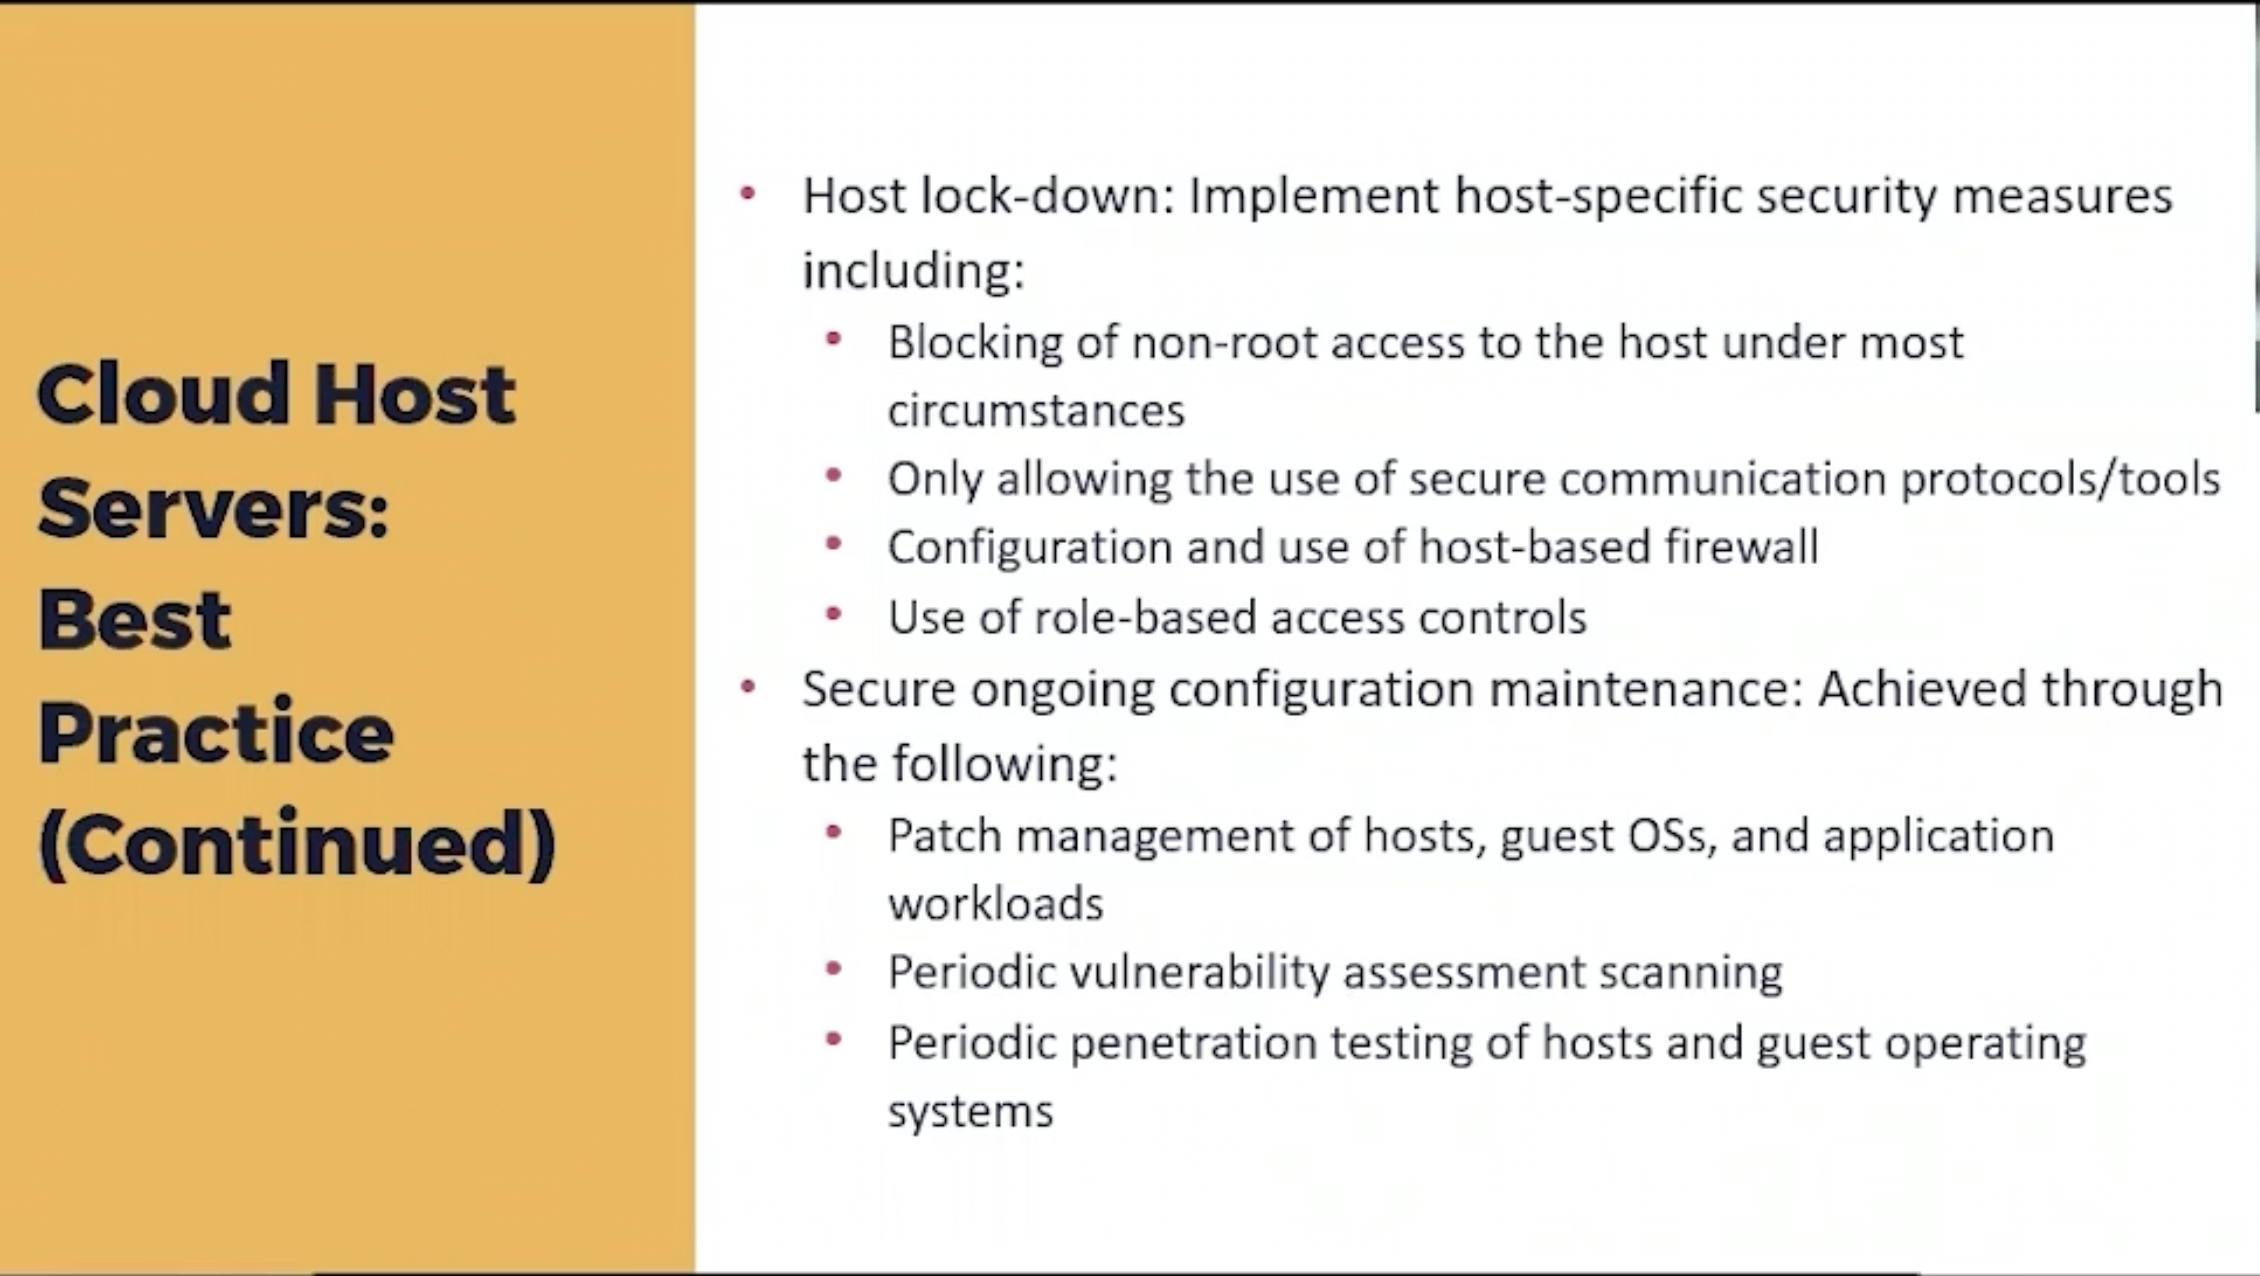 Cloud Host
Servers:
Best
Practice
(Continued)
• Host lock-down: Implement host-specific security measures
including:
• Blocking of non-root access to the host under most
circumstances
• Only allowing the use of secure communication protocols/tools
• Configuration and use of host-based firewall
• Use of role-based access controls
• Secure ongoing configuration maintenance: Achieved through
the following:
• Patch management of hosts, guest OSs, and application
workloads
• Periodic vulnerability assessment scanning
• Periodic penetration testing of hosts and guest operating
systems